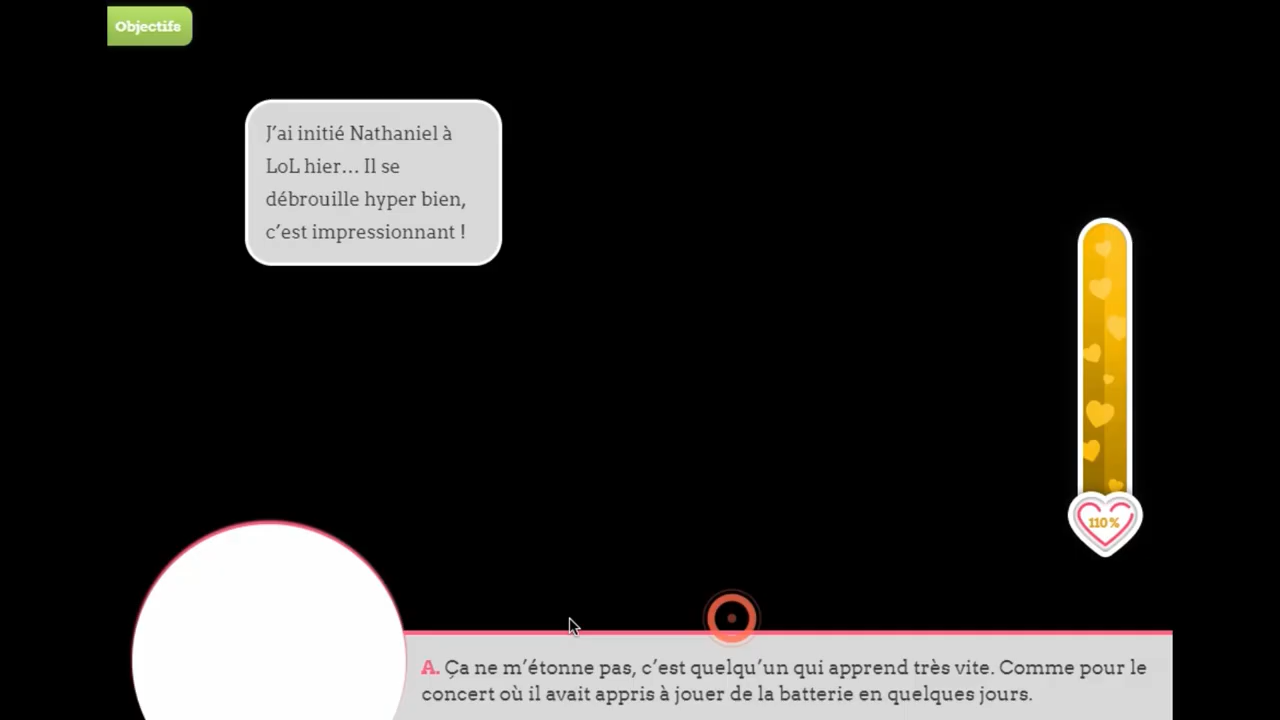 Objectifs
J’ai initié Nathaniel à
LoL hier… Il se
débrouille hyper bien,
c’est impressionnant !
110 %
A. Ça ne m’étonne pas, c’est quelqu’un qui apprend très vite. Comme pour le
concert où il avait appris à jouer de la batterie en quelques jours.